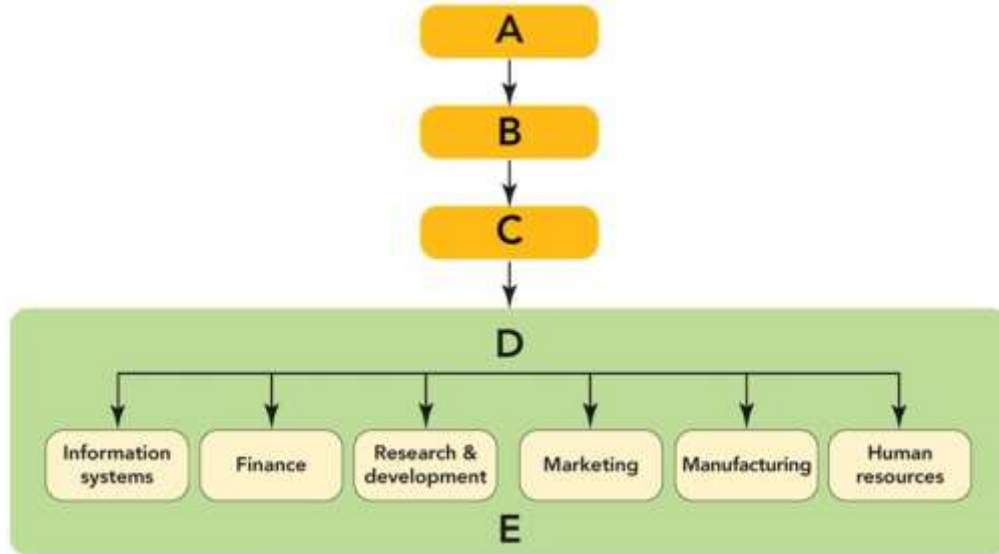 A
B
C
D
Information
systems
Finance
Research &
development
Marketing
Manufacturing
Human
resources
E